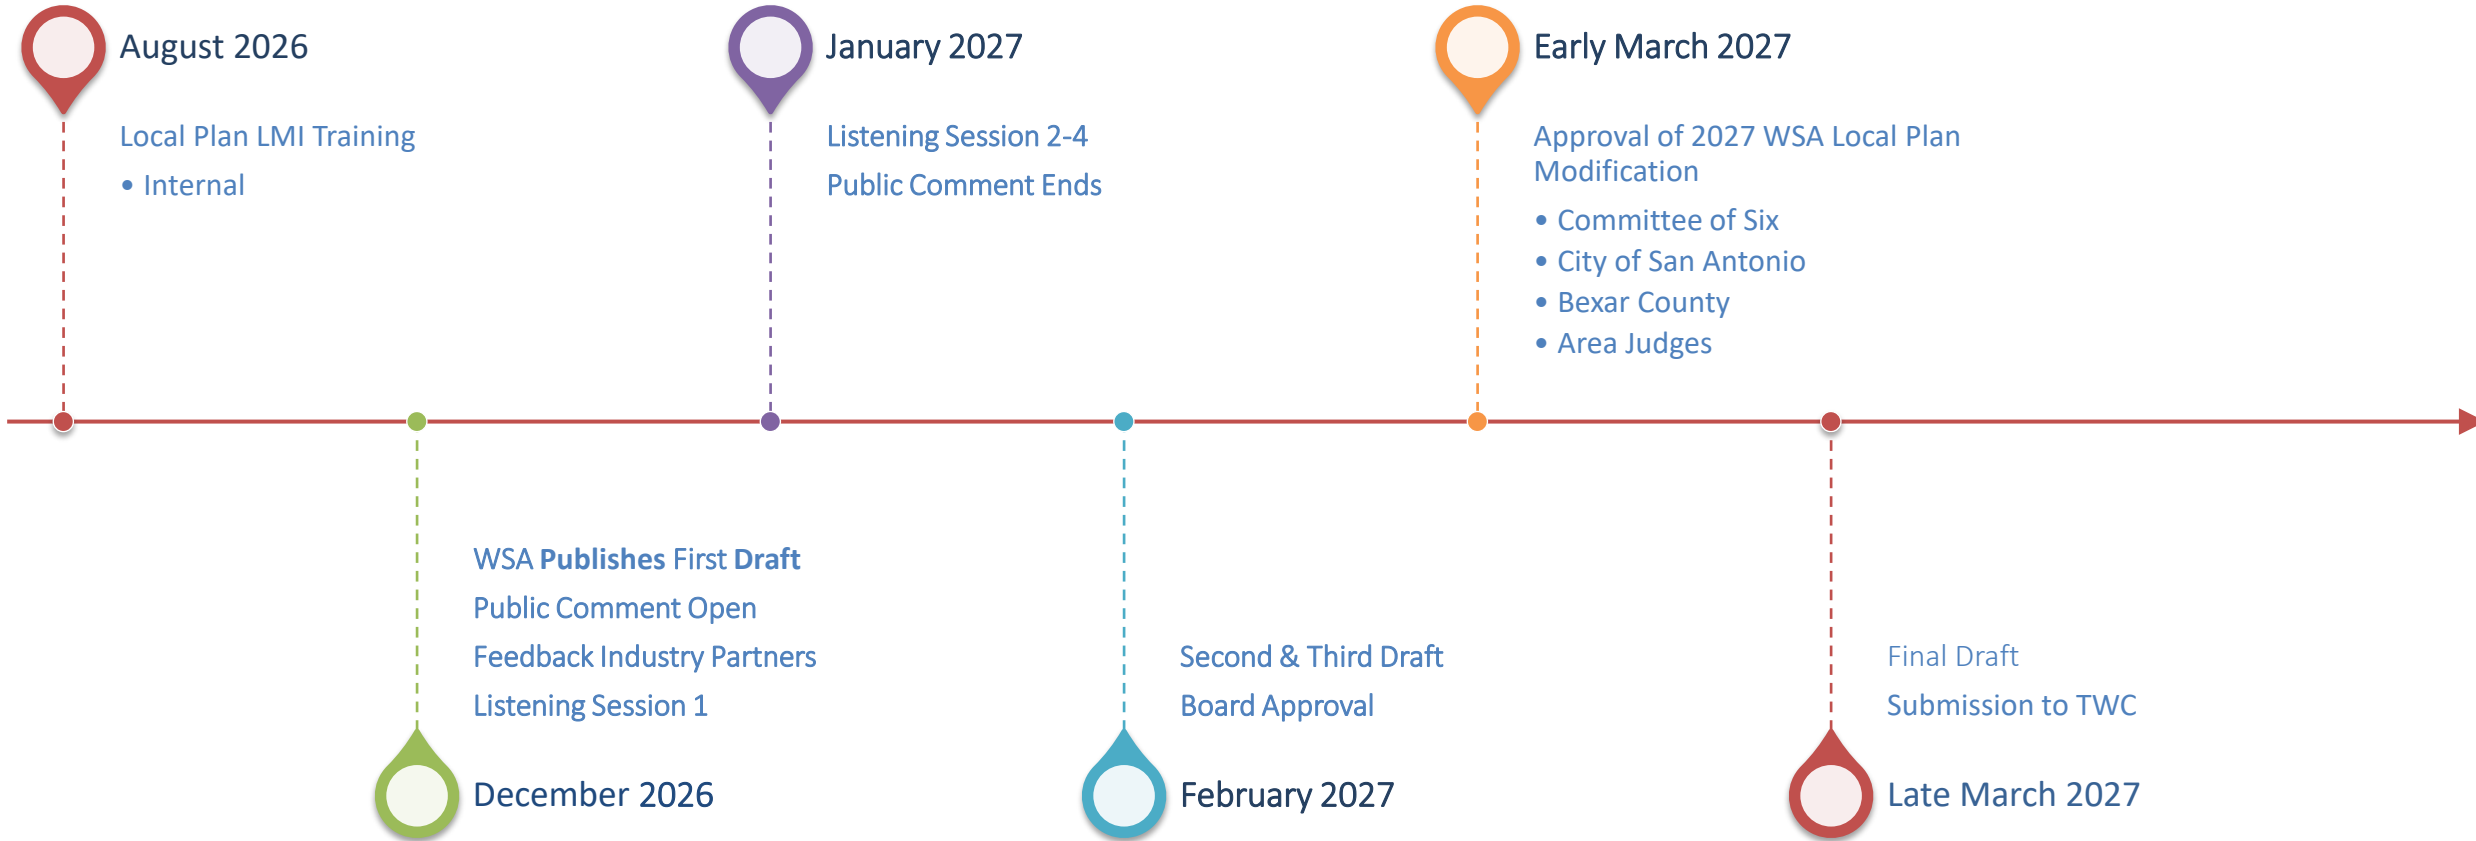 August 2026
Local Plan LMI Training
• Internal
January 2027
Listening Session 2-4
Public Comment Ends
Early March 2027
Approval of 2027 WSA Local Plan
Modification
• Committee of Six
• City of San Antonio
• Bexar County
• Area Judges
WSA Publishes First Draft
Public Comment Open
Feedback Industry Partners
Listening Session 1
December 2026
Second & Third Draft
Board Approval
February 2027
Final Draft
Submission to TWC
Late March 2027